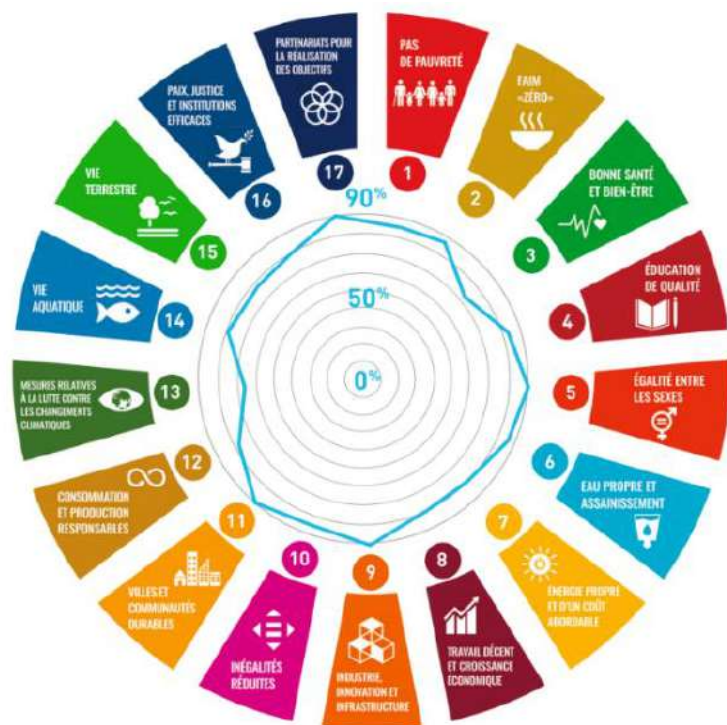 PAS
DE PAUVRETÉ
1
FAIM
«ZÉRO»
2
BONNE SANTÉ
ET BIEN-ÊTRE
3
ÉDUCATION
DE QUALITÉ
4
ÉGALITÉ ENTRE
LES SEXES
5
EAU PROPRE ET
ASSAINISSEMENT
6
ÉNERGIE PROPRE
ET D'UN COÛT
ABORDABLE
7
TRAVAIL DÉCENT
ET CROISSANCE
ÉCONOMIQUE
8
INDUSTRIE,
INNOVATION ET
INFRASTRUCTURE
9
INÉGALITÉS
RÉDUITES
10
VILLES ET
COMMUNAUTÉS
DURABLES
11
CONSOMMATION
ET PRODUCTION
RESPONSABLES
12
MESURES RELATIVES
À LA LUTTE CONTRE
LES CHANGEMENTS
CLIMATIQUES
13
VIE
AQUATIQUE
14
VIE
TERRESTRE
15
PAIX, JUSTICE
ET INSTITUTIONS
EFFICACES
16
PARTENARIATS POUR
LA RÉALISATION
DES OBJECTIFS
17
90%
50%
0%